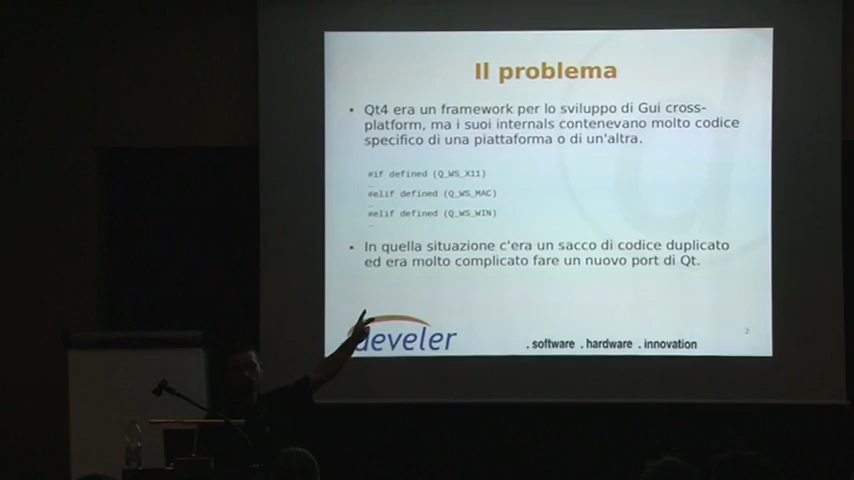 Il problema
• Qt4 era un framework per lo sviluppo di Gui cross-
platform, ma i suoi internals contenevano molto codice
specifico di una piattaforma o di un'altra.
#if defined (Q_WS_X11)
…
#elif defined (Q_WS_MAC)
…
#elif defined (Q_WS_WIN)
…
• In quella situazione c'era un sacco di codice duplicato
ed era molto complicato fare un nuovo port di Qt.
2
develer
. software . hardware . innovation